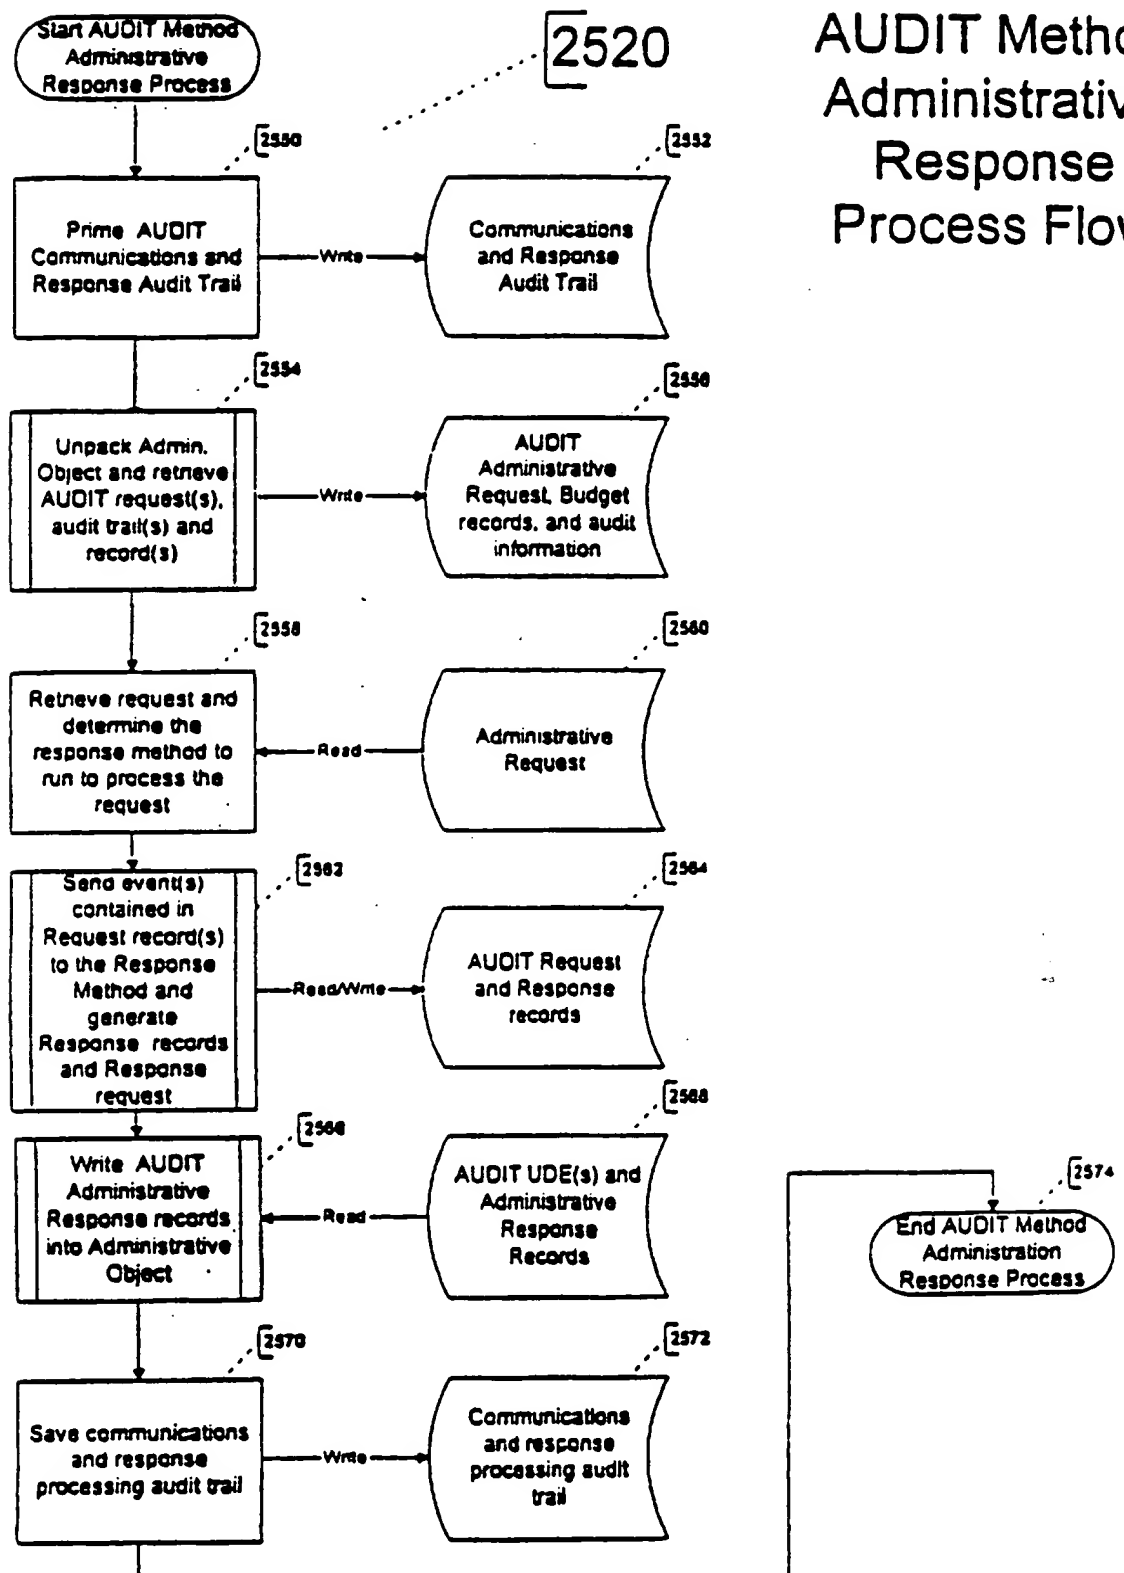 Start AUDIT Method
Administrative
Response Process
2520
AUDIT Metho
Administrativ
Response
Process Flow
2550
2552
Prime AUDIT
Communications and
Response Audit Trail
Write
Communications
and Response
Audit Trail
2554
2556
Unpack Admin.
Object and retrieve
AUDIT request(s),
audit trail(s) and
record(s)
Write
AUDIT
Administrative
Request, Budget
records, and audit
information
2558
2560
Retrieve request and
determine the
response method to
run to process the
request
Read
Administrative
Request
2562
2564
Send event(s)
contained in
Request record(s)
to the Response
Method and
generate
Response records
and Response
request
Read/Write
AUDIT Request
and Response
records
2566
2568
Write AUDIT
Administrative
Response records
into Administrative
Object
Read
AUDIT UDE(s) and
Administrative
Response
Records
2574
End AUDIT Method
Administration
Response Process
2570
2572
Save communications
and response
processing audit trail
Write
Communications
and response
processing audit
trail